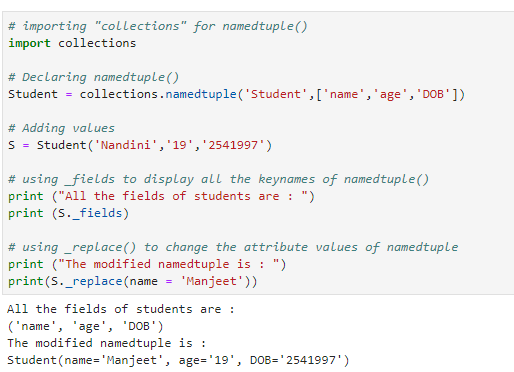 # importing "collections" for namedtuple()
import collections
# Declaring namedtuple()
Student = collections.namedtuple('Student',['name','age','DOB'])
# Adding values
S = Student('Nandini','19','2541997')
# using _fields to display all the keynames of namedtuple()
print ("All the fields of students are : ")
print (S._fields)
# using _replace() to change the attribute values of namedtuple
print ("The modified namedtuple is : ")
print(S._replace(name = 'Manjeet'))
All the fields of students are :
('name', 'age', 'DOB')
The modified namedtuple is :
Student(name='Manjeet', age='19', DOB='2541997')